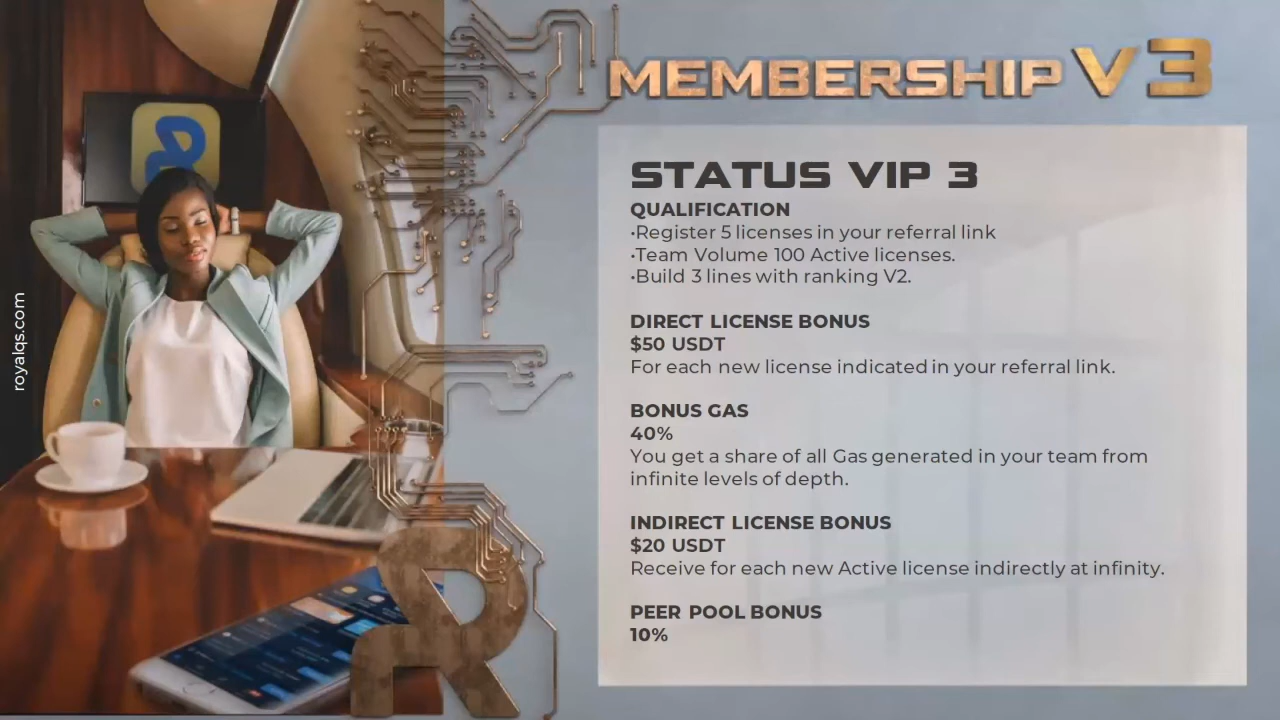 MEMBERSHIP V3
STATUS VIP 3
QUALIFICATION
•Register 5 licenses in your referral link
•Team Volume 100 Active licenses.
•Build 3 lines with ranking V2.
DIRECT LICENSE BONUS
$50 USDT
For each new license indicated in your referral link.
BONUS GAS
40%
You get a share of all Gas generated in your team from
infinite levels of depth.
INDIRECT LICENSE BONUS
$20 USDT
Receive for each new Active license indirectly at infinity.
PEER POOL BONUS
10%
royalqs.com